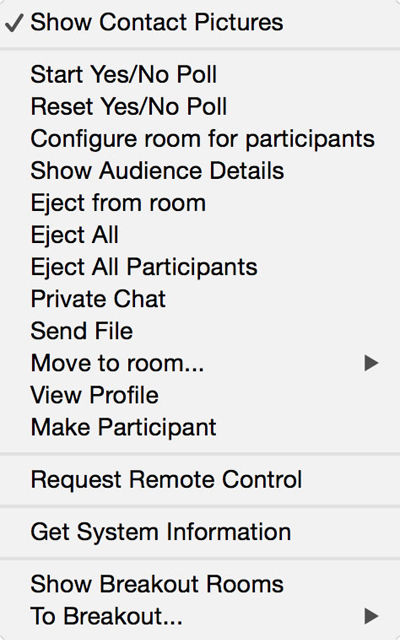 Show Contact Pictures
Start Yes/No Poll
Reset Yes/No Poll
Configure room for participants
Show Audience Details
Eject from room
Eject All
Eject All Participants
Private Chat
Send File
Move to room...
View Profile
Make Participant
Request Remote Control
Get System Information
Show Breakout Rooms
To Breakout...